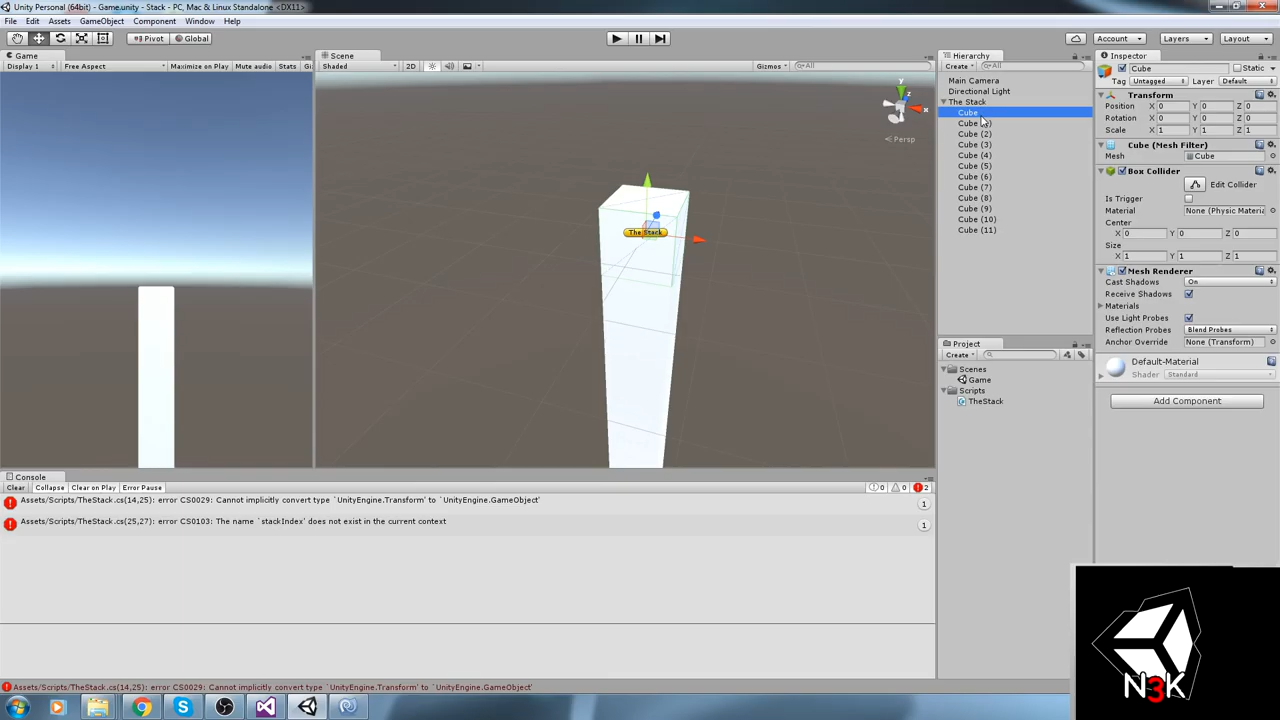 Unity Personal (64bit) - Game.unity - Stack - PC, Mac & Linux Standalone <DX11>
File Edit Assets GameObject Component Window Help
Pivot Global Account Layers Layout
Game Scene Hierarchy Inspector
Display 1 Free Aspect Maximize on Play Mute audio Stats Gi
Shaded 2D Gizmos All
Create All
Main Camera
Directional Light
The Stack
Cube
Cube
Cube (2)
Cube (3)
Cube (4)
Cube (5)
Cube (6)
Cube (7)
Cube (8)
Cube (9)
Cube (10)
Cube (11)
Cube Static
Tag Untagged Layer Default
Transform
Position X 0 Y 0 Z 0
Rotation X 0 Y 0 Z 0
Scale X 1 Y 1 Z 1
Cube (Mesh Filter)
Mesh Cube
Box Collider
Edit Collider
Is Trigger
Material None (Physic Materia
Center
X 0 Y 0 Z 0
Size
X 1 Y 1 Z 1
Mesh Renderer
Cast Shadows On
Receive Shadows
Materials
Use Light Probes
Reflection Probes Blend Probes
Anchor Override None (Transform)
Default-Material
Shader Standard
Add Component
y
z
x
Persp
The Stack
Project
Create
Scenes
Game
Scripts
TheStack
Console
Clear Collapse Clear on Play Error Pause 0 0 2
Assets/Scripts/TheStack.cs(14,25): error CS0029: Cannot implicitly convert type `UnityEngine.Transform' to `UnityEngine.GameObject' 1
Assets/Scripts/TheStack.cs(25,27): error CS0103: The name `stackIndex' does not exist in the current context 1
Assets/Scripts/TheStack.cs(14,25): error CS0029: Cannot implicitly convert type `UnityEngine.Transform' to `UnityEngine.GameObject'
N3K